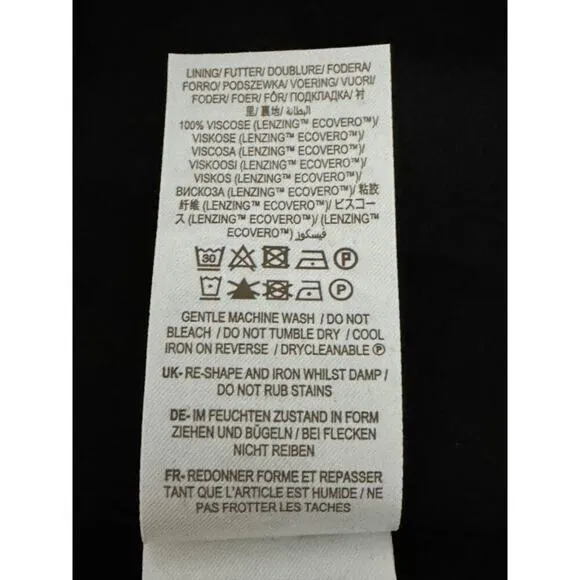 LINING/ FUTTER/ DOUBLURE/ FODERA/
FORRO/ PODSZEWKA/ VOERING/ VUORI/
FODER/ FOER/ FÔR/ ПОДКЛАДКА/ 衬
里/ 裏地/ البطانة/
100% VISCOSE (LENZING™ ECOVERO™)/
VISKOSE (LENZING™ ECOVERO™)/
VISCOSA (LENZING™ ECOVERO™)/
VISKOOSI (LENZING™ ECOVERO™)/
VISKOS (LENZING™ ECOVERO™)
/ВИСКОЗА (LENZING™ ECOVERO™)/ 粘胶
纤维 (LENZING™ ECOVERO™)/ ビスコー
ス (LENZING™ ECOVERO™)/ (LENZING™
ECOVERO™) فيسكوز
30 P
P
GENTLE MACHINE WASH / DO NOT
BLEACH / DO NOT TUMBLE DRY / COOL
IRON ON REVERSE / DRYCLEANABLE Ⓟ
UK- RE-SHAPE AND IRON WHILST DAMP /
DO NOT RUB STAINS
DE- IM FEUCHTEN ZUSTAND IN FORM
ZIEHEN UND BÜGELN / BEI FLECKEN
NICHT REIBEN
FR- REDONNER FORME ET REPASSER
TANT QUE L'ARTICLE EST HUMIDE / NE
PAS FROTTER LES TACHES